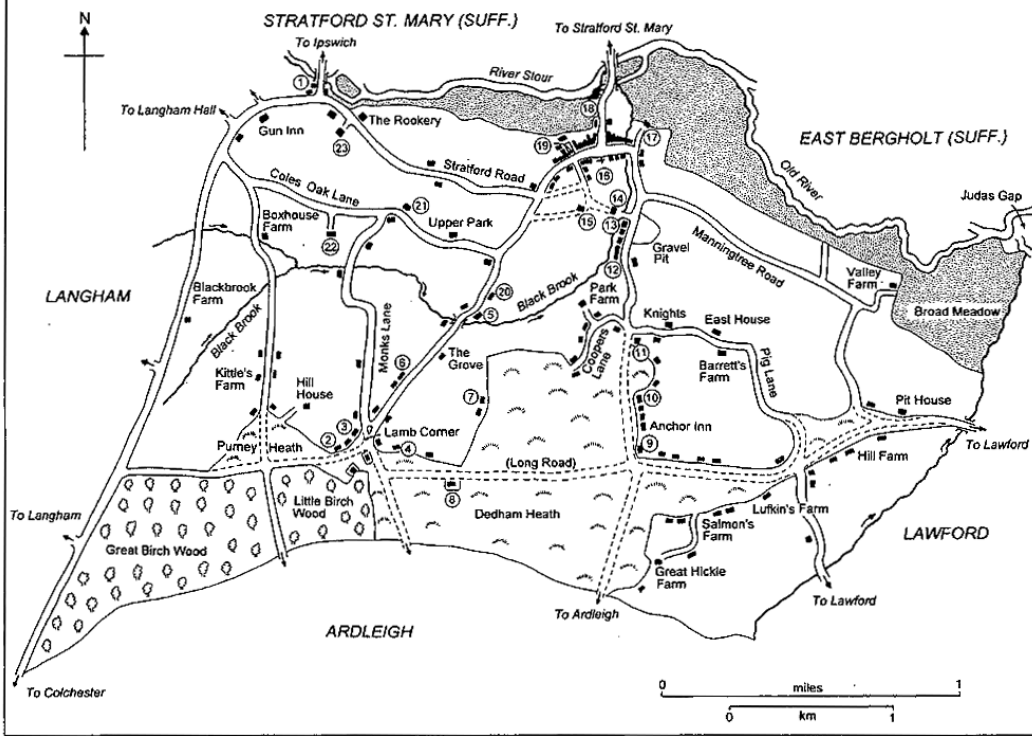 STRATFORD ST. MARY (SUFF.)
N
To Ipswich
To Stratford St. Mary
River Stour
1
To Langham Hall
Gun Inn
The Rookery
23
18
19
17
EAST BERGHOLT (SUFF.)
Stratford Road
16
Old River
Coles Oak Lane
Judas Gap
21
14
15
13
Boxhouse
Farm
Upper Park
22
Gravel
Pit
Manningtree Road
12
Valley
Farm
LANGHAM
Blackbrook
Farm
20
Black Brook
Park
Farm
Broad Meadow
5
Black Brook
Monks Lane
Knights
East House
The
Grove
Coopers
Lane
Kittle's
Farm
6
11
Barrett's
Farm
Pig Lane
Hill
House
7
10
Pit House
3
Anchor Inn
2
Lamb Corner
Purney Heath
4
9
(Long Road)
To Lawford
Hill Farm
8
Little Birch
Wood
To Langham
Dedham Heath
Lufkin's Farm
Salmon's
Farm
LAWFORD
Great Birch Wood
Great Hickle
Farm
To Ardleigh
To Lawford
ARDLEIGH
To Colchester
0 miles 1
0 km 1